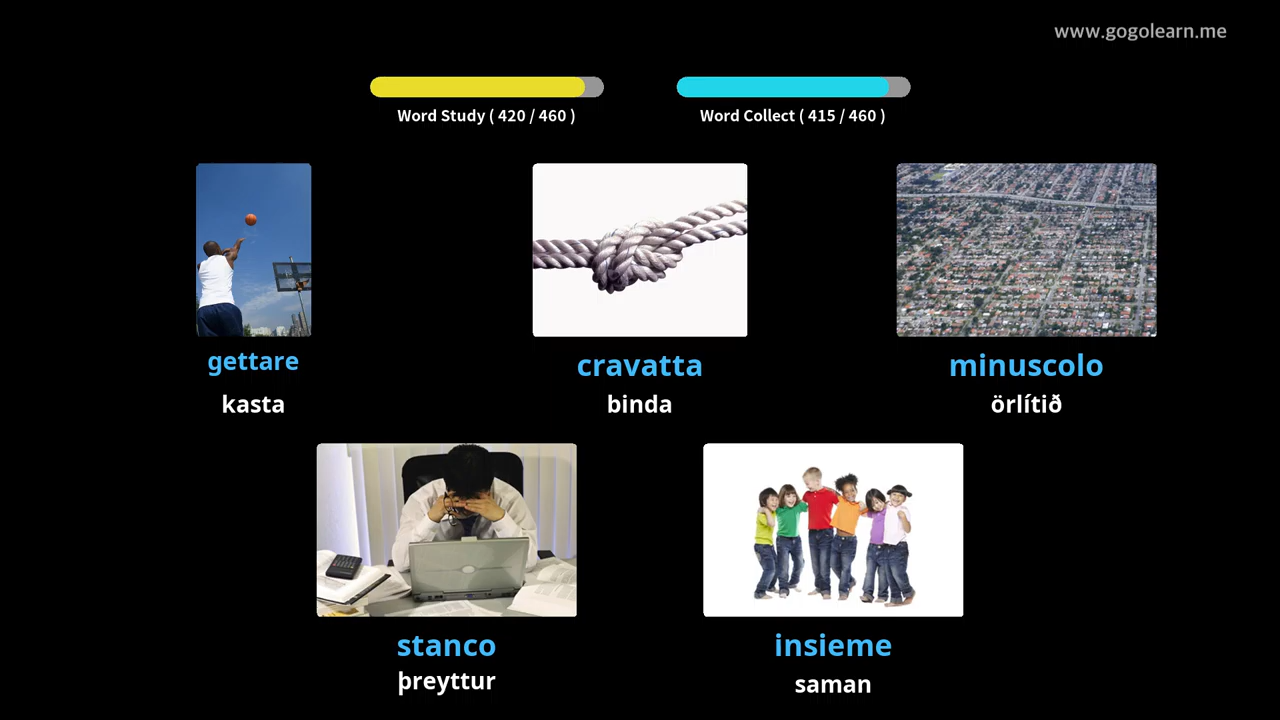 www.gogolearn.me
Word Study ( 420 / 460 )
Word Collect ( 415 / 460 )
gettare
kasta
cravatta
binda
minuscolo
örlítið
stanco
þreyttur
insieme
saman